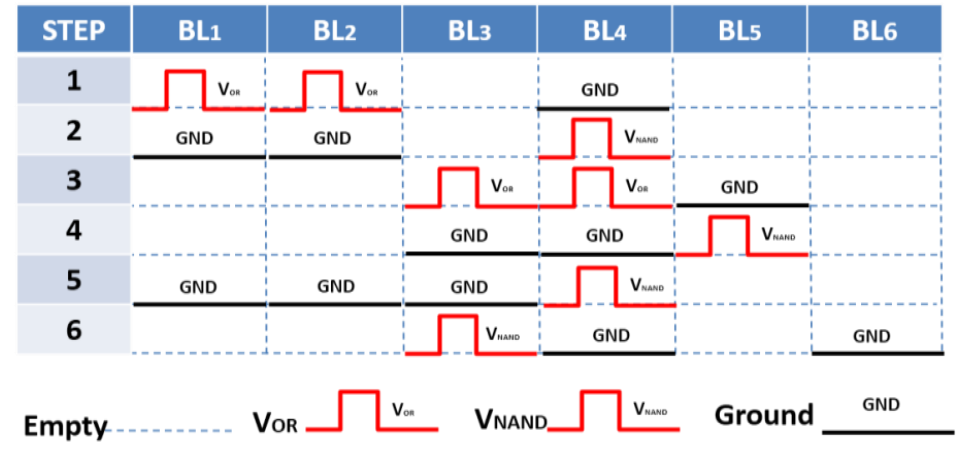 STEP BL1 BL2 BL3 BL4 BL5 BL6
1 VOR VOR GND
2 GND GND VNAND
3 VOR VOR GND
4 GND GND VNAND
5 GND GND GND VNAND
6 VNAND GND GND
Empty VOR VOR VNAND VNAND Ground GND